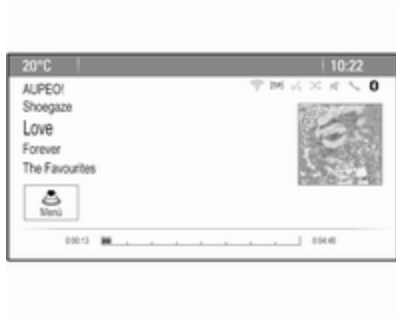 20°C 10:22
AUPEO!
Shoegaze
Love
Forever
The Favourites
Menü
0:00:13 0:04:48